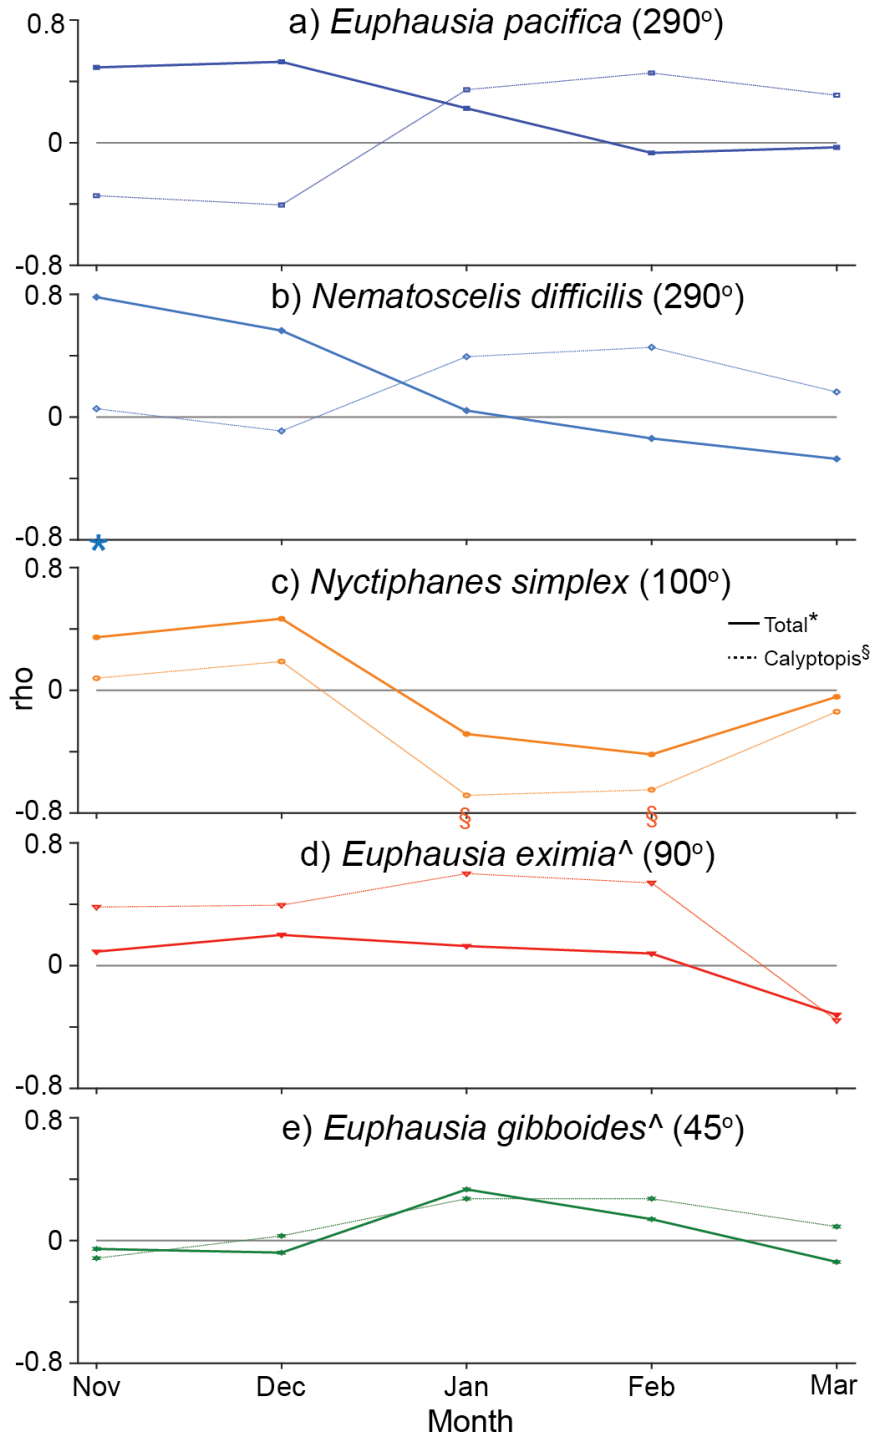 a) Euphausia pacifica (290°)
0.8
0
-0.8
b) Nematoscelis difficilis (290°)
0.8
0
-0.8
*
c) Nyctiphanes simplex (100°)
0.8
0
-0.8
Total*
Calyptopis§
§ §
rho
d) Euphausia eximia^ (90°)
0.8
0
-0.8
e) Euphausia gibboides^ (45°)
0.8
0
-0.8
Nov Dec Jan Feb Mar
Month